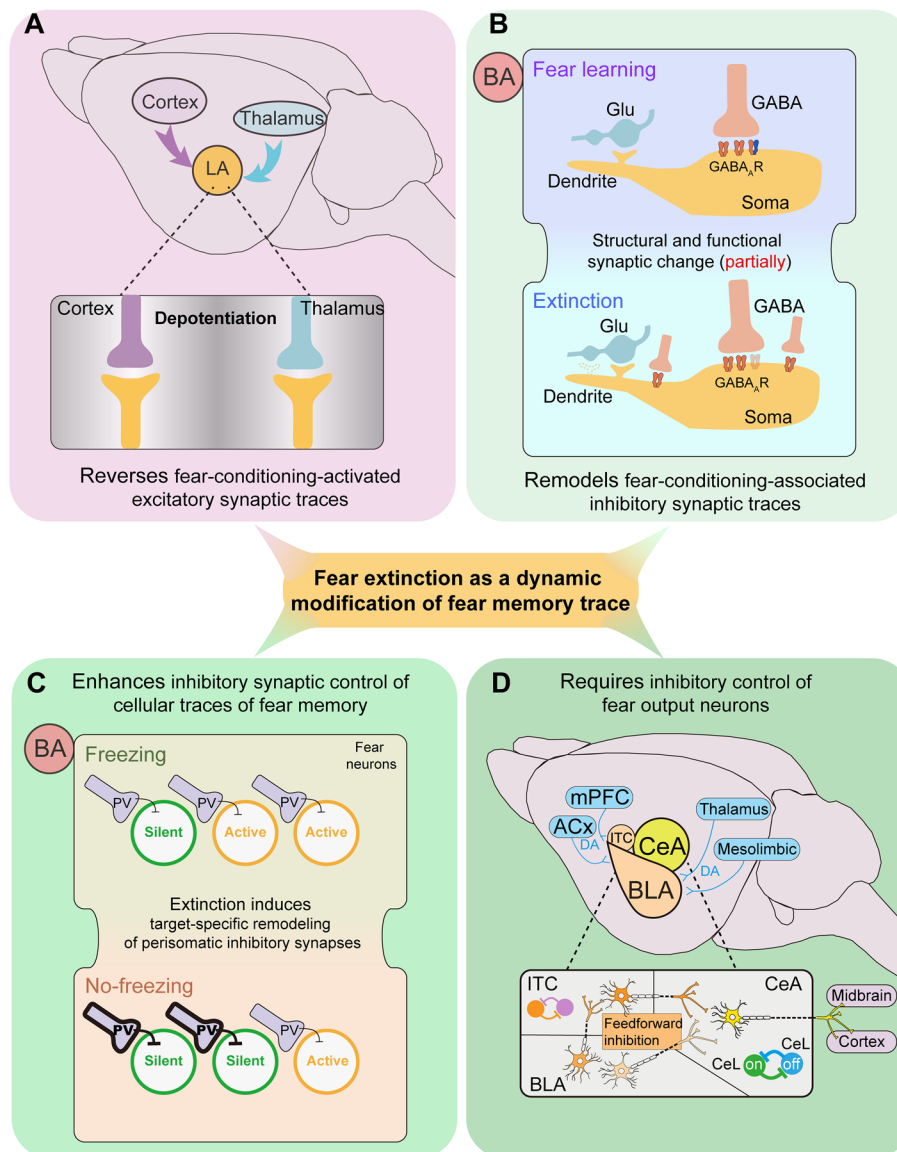 A
Cortex
Thalamus
LA
Cortex
Thalamus
Depotentiation
Reverses fear-conditioning-activated
excitatory synaptic traces
B
BA
Fear learning
Glu
GABA
GABA_AR
Dendrite
Soma
Structural and functional
synaptic change (partially)
Extinction
Glu
GABA
GABA_AR
Dendrite
Soma
Remodels fear-conditioning-associated
inhibitory synaptic traces
Fear extinction as a dynamic
modification of fear memory trace
C
Enhances inhibitory synaptic control of
cellular traces of fear memory
BA
Freezing
Fear
neurons
PV
PV
PV
Silent
Active
Active
Extinction induces
target-specific remodeling
of perisomatic inhibitory synapses
No-freezing
PV
PV
PV
Silent
Silent
Active
D
Requires inhibitory control of
fear output neurons
mPFC
ACx
DA
ITC
CeA
BLA
Thalamus
Mesolimbic
DA
ITC
CeA
Feedforward
inhibition
BLA
Midbrain
Cortex
CeL
on
off
CeL